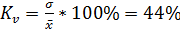 K_v = σ/x̄ * 100% = 44%